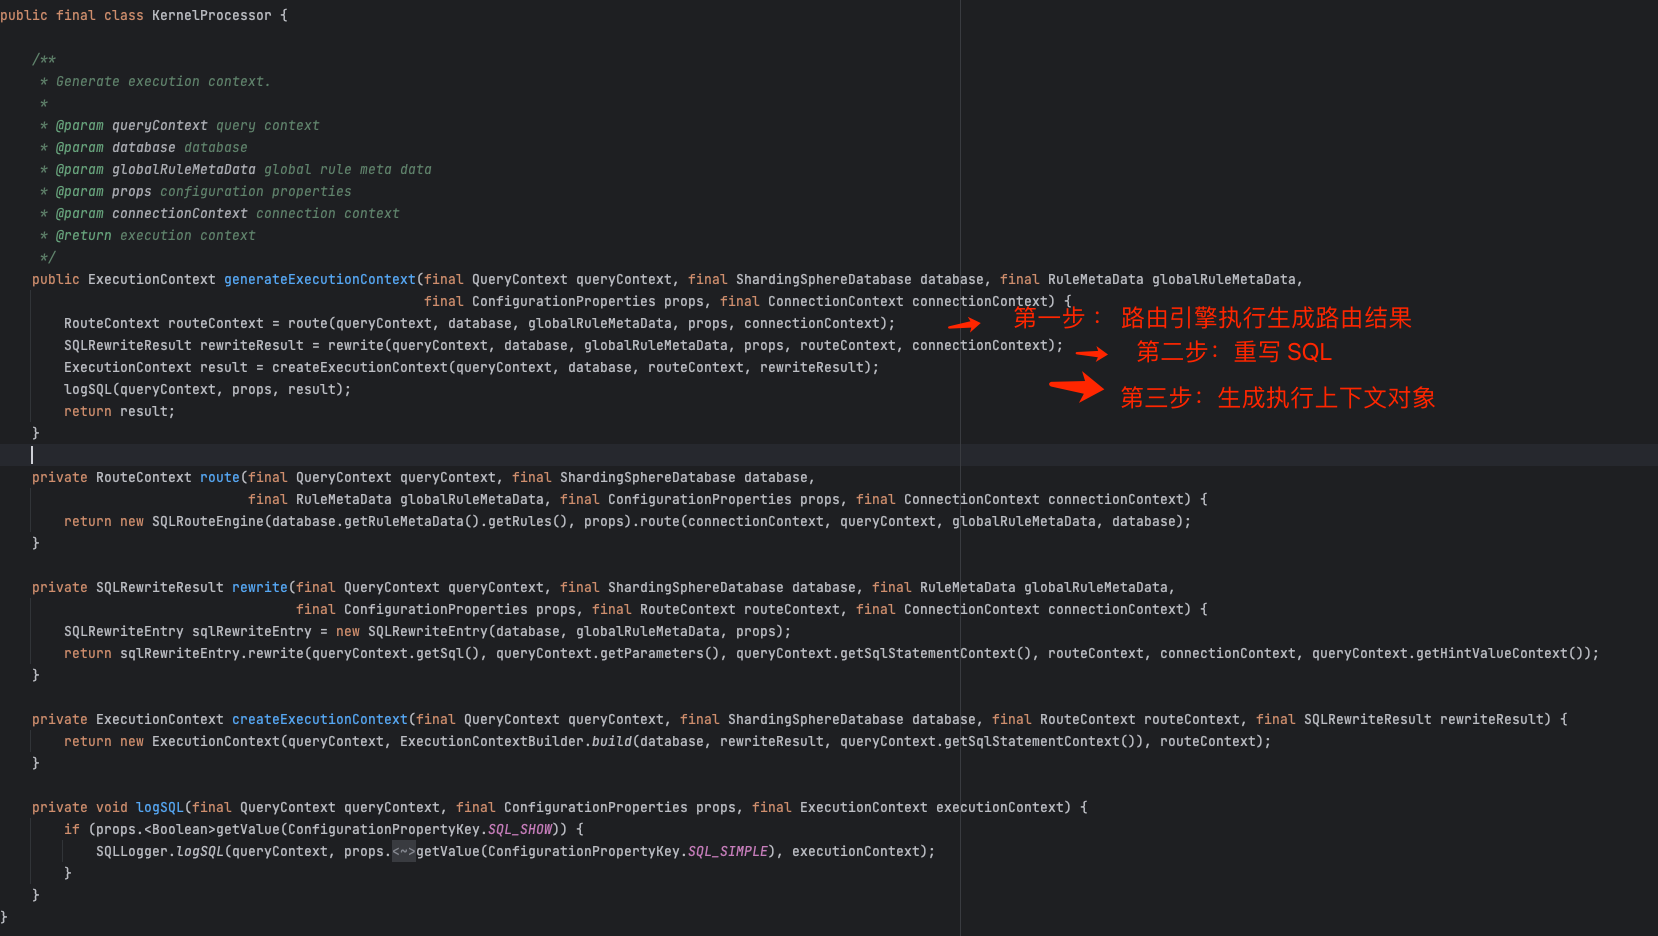 public final class KernelProcessor {
/**
* Generate execution context.
*
* @param queryContext query context
* @param database database
* @param globalRuleMetaData global rule meta data
* @param props configuration properties
* @param connectionContext connection context
* @return execution context
*/
public ExecutionContext generateExecutionContext(final QueryContext queryContext, final ShardingSphereDatabase database, final RuleMetaData globalRuleMetaData,
final ConfigurationProperties props, final ConnectionContext connectionContext) {
RouteContext routeContext = route(queryContext, database, globalRuleMetaData, props, connectionContext); 第一步： 路由引擎执行生成路由结果
SQLRewriteResult rewriteResult = rewrite(queryContext, database, globalRuleMetaData, props, routeContext, connectionContext); 第二步：重写 SQL
ExecutionContext result = createExecutionContext(queryContext, database, routeContext, rewriteResult);
logSQL(queryContext, props, result); 第三步：生成执行上下文对象
return result;
}
private RouteContext route(final QueryContext queryContext, final ShardingSphereDatabase database,
final RuleMetaData globalRuleMetaData, final ConfigurationProperties props, final ConnectionContext connectionContext) {
return new SQLRouteEngine(database.getRuleMetaData().getRules(), props).route(connectionContext, queryContext, globalRuleMetaData, database);
}
private SQLRewriteResult rewrite(final QueryContext queryContext, final ShardingSphereDatabase database, final RuleMetaData globalRuleMetaData,
final ConfigurationProperties props, final RouteContext routeContext, final ConnectionContext connectionContext) {
SQLRewriteEntry sqlRewriteEntry = new SQLRewriteEntry(database, globalRuleMetaData, props);
return sqlRewriteEntry.rewrite(queryContext.getSql(), queryContext.getParameters(), queryContext.getSqlStatementContext(), routeContext, connectionContext, queryContext.getHintValueContext());
}
private ExecutionContext createExecutionContext(final QueryContext queryContext, final ShardingSphereDatabase database, final RouteContext routeContext, final SQLRewriteResult rewriteResult) {
return new ExecutionContext(queryContext, ExecutionContextBuilder.build(database, rewriteResult, queryContext.getSqlStatementContext()), routeContext);
}
private void logSQL(final QueryContext queryContext, final ConfigurationProperties props, final ExecutionContext executionContext) {
if (props.<Boolean>getValue(ConfigurationPropertyKey.SQL_SHOW)) {
SQLLogger.logSQL(queryContext, props.<~>getValue(ConfigurationPropertyKey.SQL_SIMPLE), executionContext);
}
}
}